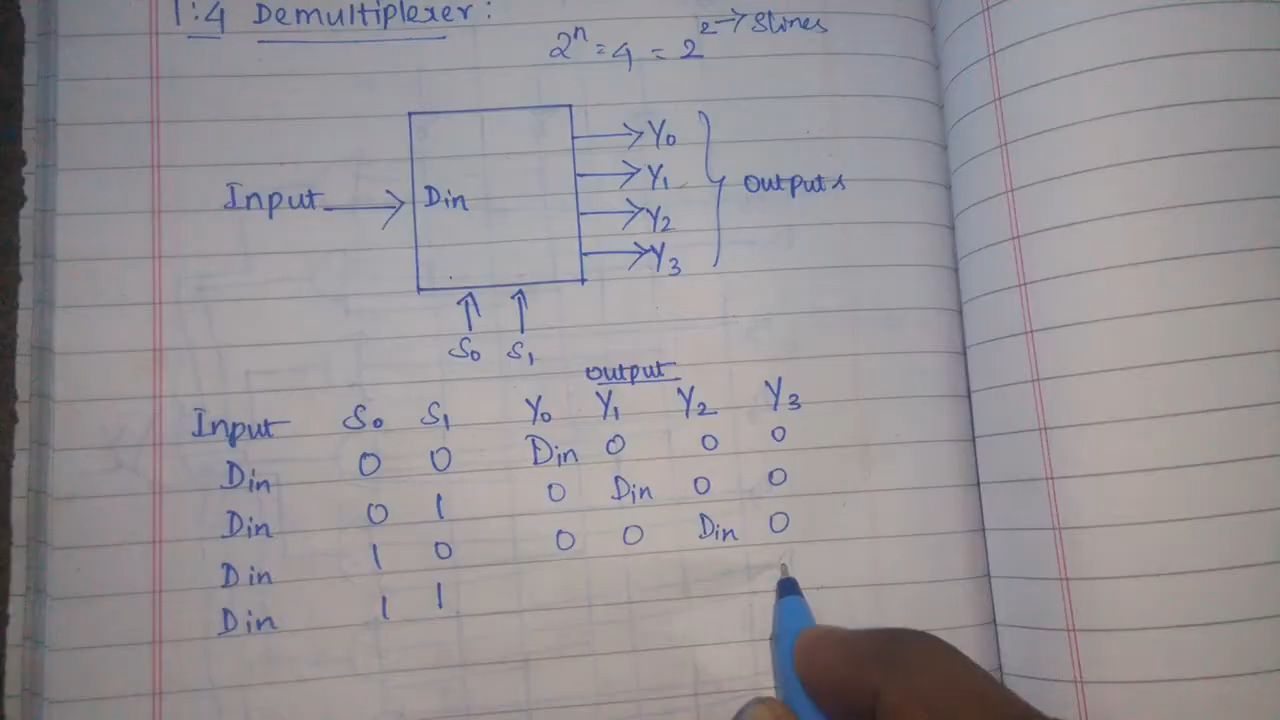 1:4 Demultiplexer:
2^n = 4 = 2^2 → Slines
Input Din
Y0
Y1
Y2
Y3
outputs
S0 S1
output
Input S0 S1 Y0 Y1 Y2 Y3
Din 0 0 Din 0 0 0
Din 0 1 0 Din 0 0
Din 1 0 0 0 Din 0
Din 1 1